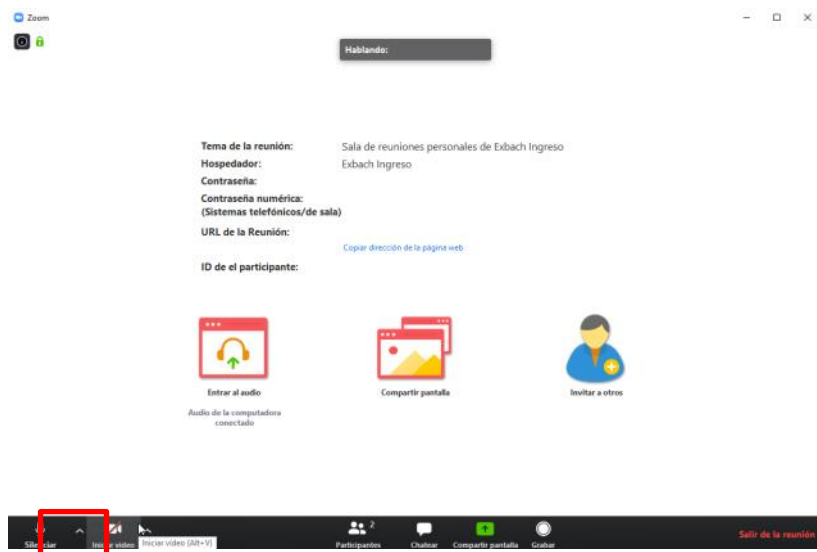 Zoom
Hablando:
Tema de la reunión: Sala de reuniones personales de Exbach Ingreso
Hospedador: Exbach Ingreso
Contraseña:
Contraseña numérica:
(Sistemas telefónicos/de sala)
URL de la Reunión:
Copiar dirección de la página web
ID de el participante:
Entrar al audio
Compartir pantalla
Invitar a otros
Audio de la computadora
conectado
2
Silenciar
Iniciar video
Iniciar video (Alt+V)
Participantes
Chatear
Compartir pantalla
Grabar
Salir de la reunión